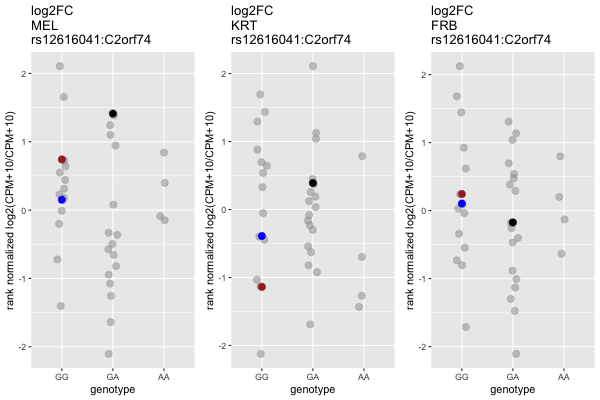 log2FC
MEL
rs12616041:C2orf74
rank normalized log2(CPM+10/CPM+10)
2
1
0
-1
-2
GG
GA
AA
genotype
log2FC
KRT
rs12616041:C2orf74
rank normalized log2(CPM+10/CPM+10)
2
1
0
-1
-2
GG
GA
AA
genotype
log2FC
FRB
rs12616041:C2orf74
rank normalized log2(CPM+10/CPM+10)
2
1
0
-1
-2
GG
GA
AA
genotype